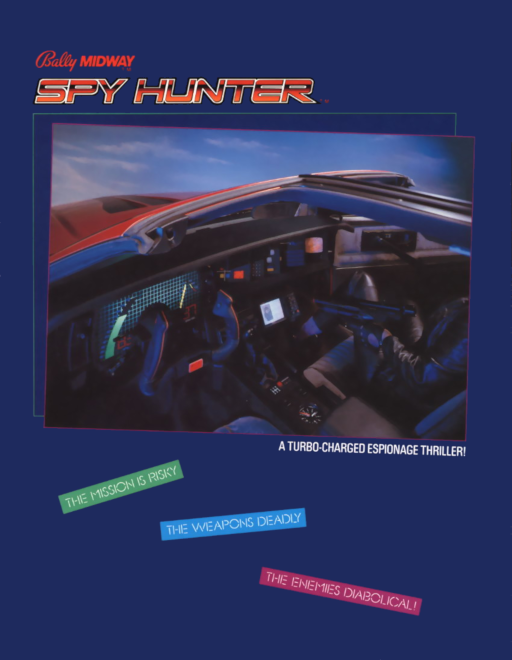 Bally MIDWAY
SPY HUNTER
A TURBO-CHARGED ESPIONAGE THRILLER!
THE MISSION IS RISKY
THE WEAPONS DEADLY
THE ENEMIES DIABOLICAL!